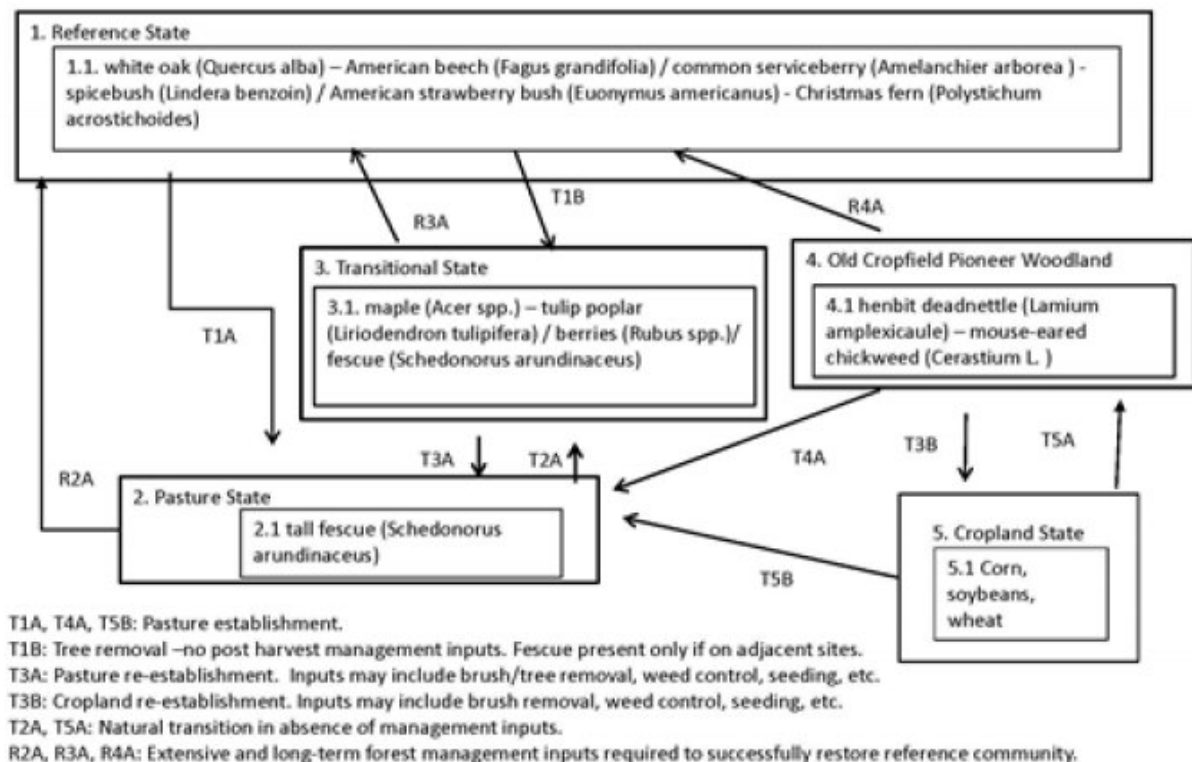 1. Reference State
1.1. white oak (Quercus alba) – American beech (Fagus grandifolia) / common serviceberry (Amelanchier arborea ) -
spicebush (Lindera benzoin) / American strawberry bush (Euonymus americanus) - Christmas fern (Polystichum
acrostichoides)
T1B
R3A
R4A
3. Transitional State
3.1. maple (Acer spp.) – tulip poplar
(Liriodendron tulipifera) / berries (Rubus spp.)/
fescue (Schedonorus arundinaceus)
4. Old Cropfield Pioneer Woodland
4.1 henbit deadnettle (Lamium
amplexicaule) – mouse-eared
chickweed (Cerastium L. )
T1A
R2A
T3A
T2A
T4A
T3B
T5A
2. Pasture State
2.1 tall fescue (Schedonorus
arundinaceus)
T5B
5. Cropland State
5.1 Corn,
soybeans,
wheat
T1A, T4A, T5B: Pasture establishment.
T1B: Tree removal –no post harvest management inputs. Fescue present only if on adjacent sites.
T3A: Pasture re-establishment.  Inputs may include brush/tree removal, weed control, seeding, etc.
T3B: Cropland re-establishment. Inputs may include brush removal, weed control, seeding, etc.
T2A, T5A: Natural transition in absence of management inputs.
R2A, R3A, R4A: Extensive and long-term forest management inputs required to successfully restore reference community.